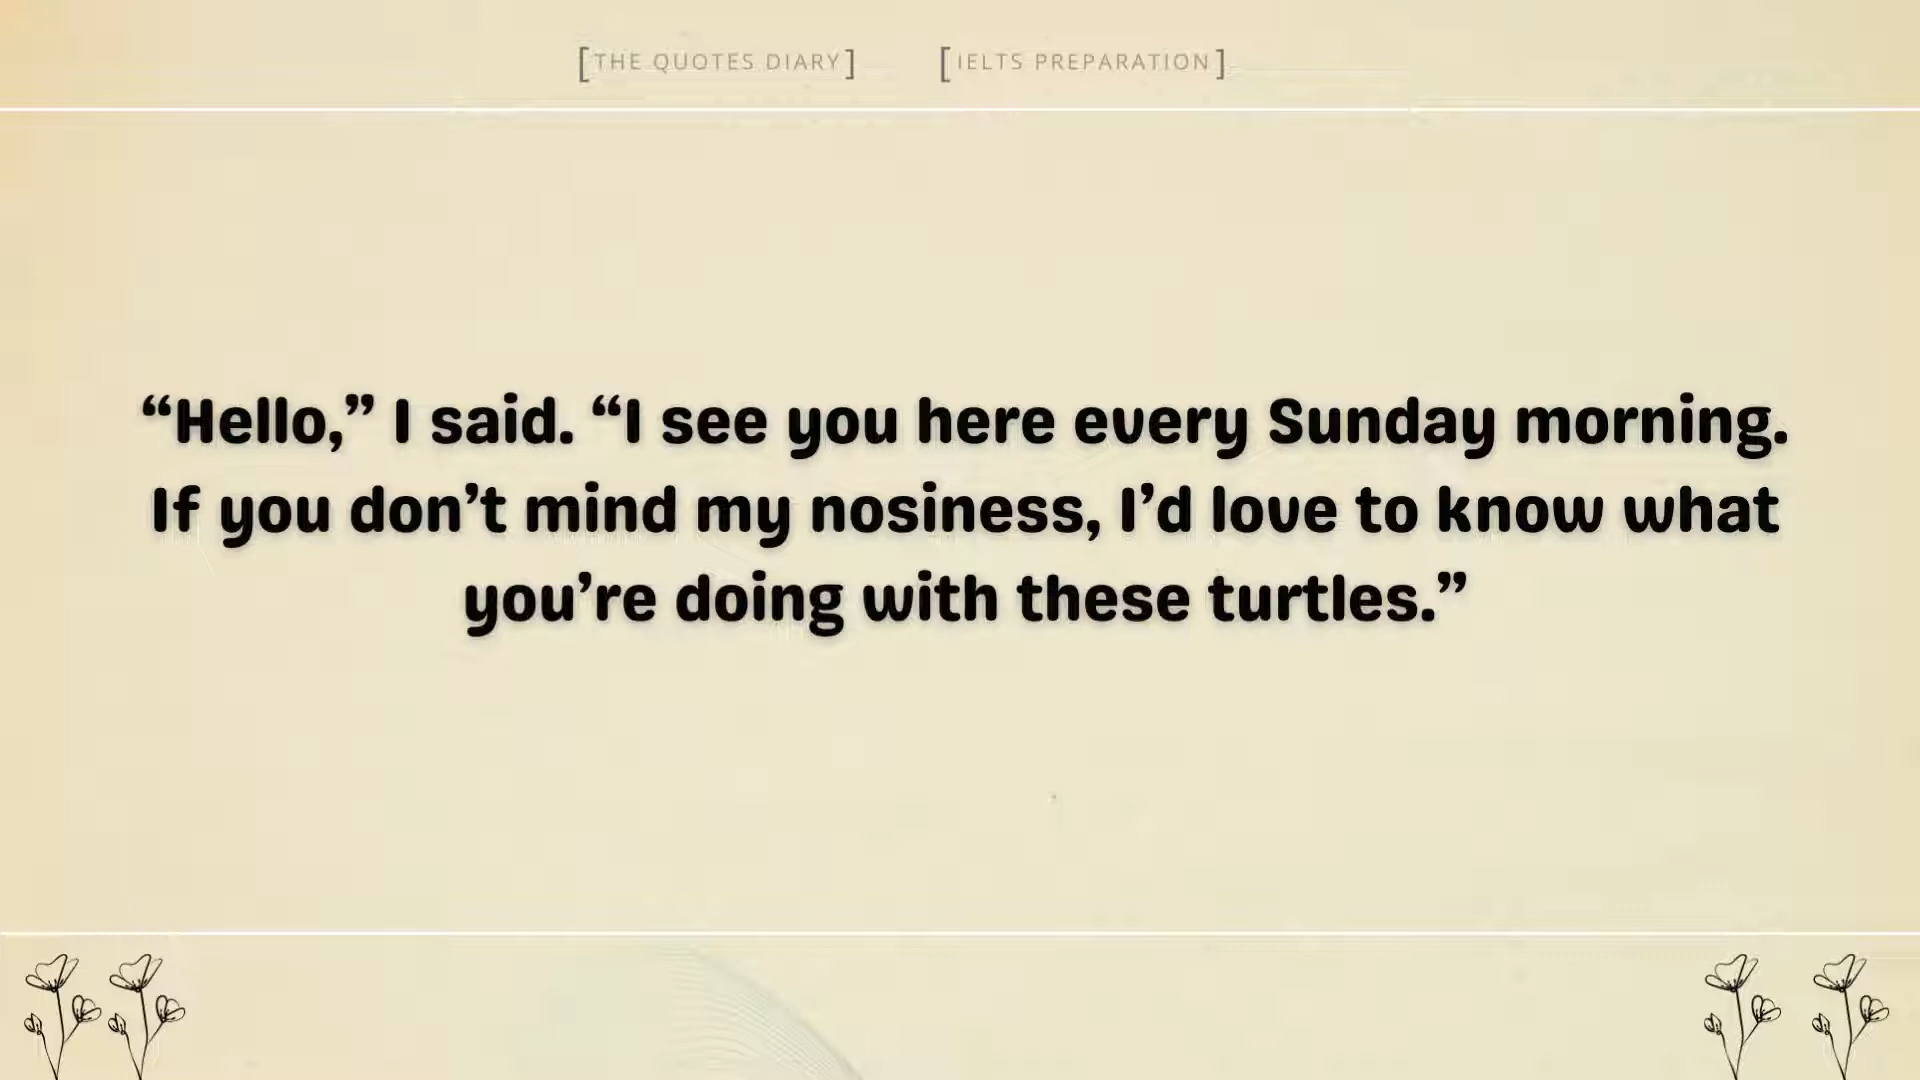 [THE QUOTES DIARY] [IELTS PREPARATION]
“Hello,” I said. “I see you here every Sunday morning.
If you don’t mind my nosiness, I’d love to know what
you’re doing with these turtles.”